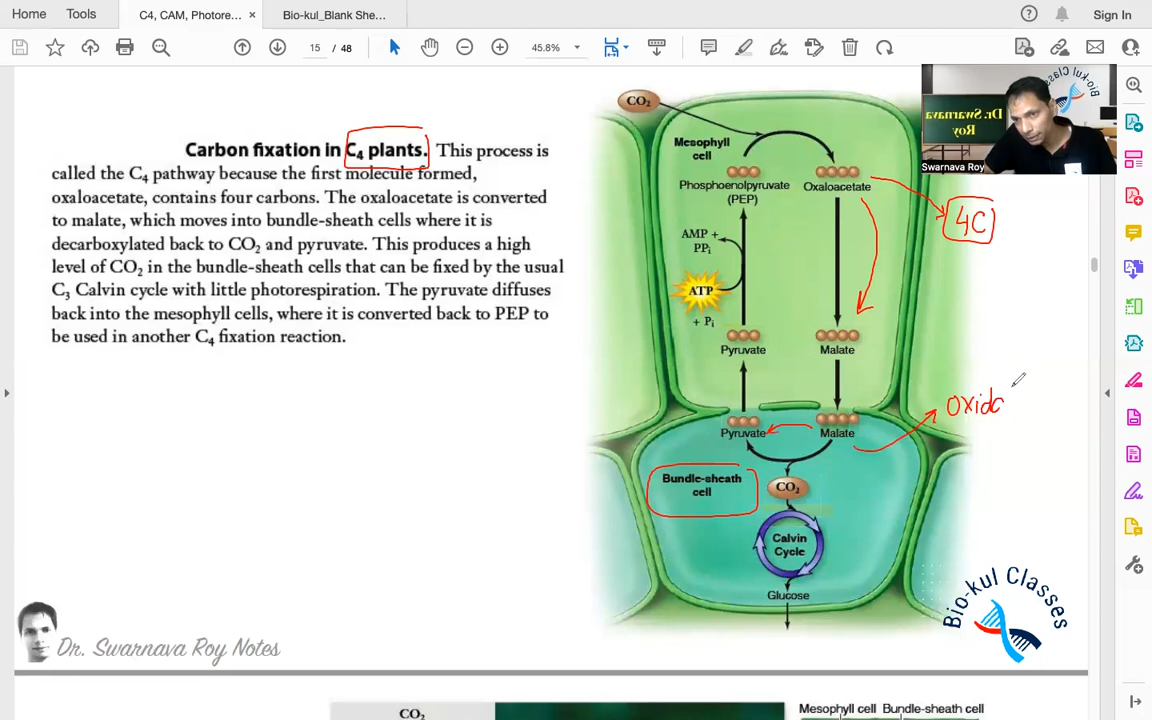 Home Tools C4, CAM, Photore... × Bio-kul_Blank She... Sign In
15 / 48 45.8%
Dr. Swarnava
Roy
Bio-kul Classes
Swarnava Roy
Carbon fixation in C4 plants. This process is
called the C4 pathway because the first molecule formed,
oxaloacetate, contains four carbons. The oxaloacetate is converted
to malate, which moves into bundle-sheath cells where it is
decarboxylated back to CO2 and pyruvate. This produces a high
level of CO2 in the bundle-sheath cells that can be fixed by the usual
C3 Calvin cycle with little photorespiration. The pyruvate diffuses
back into the mesophyll cells, where it is converted back to PEP to
be used in another C4 fixation reaction.
CO2
Mesophyll
cell
Phosphoenolpyruvate
(PEP)
Oxaloacetate
4C
AMP +
PPi
ATP
+ Pi
Pyruvate
Malate
Pyruvate
Malate
Oxida
Bundle-sheath
cell
CO2
Calvin
Cycle
Glucose
Bio-kul Classes
Dr. Swarnava Roy Notes
CO2
Mesophyll cell Bundle-sheath cell